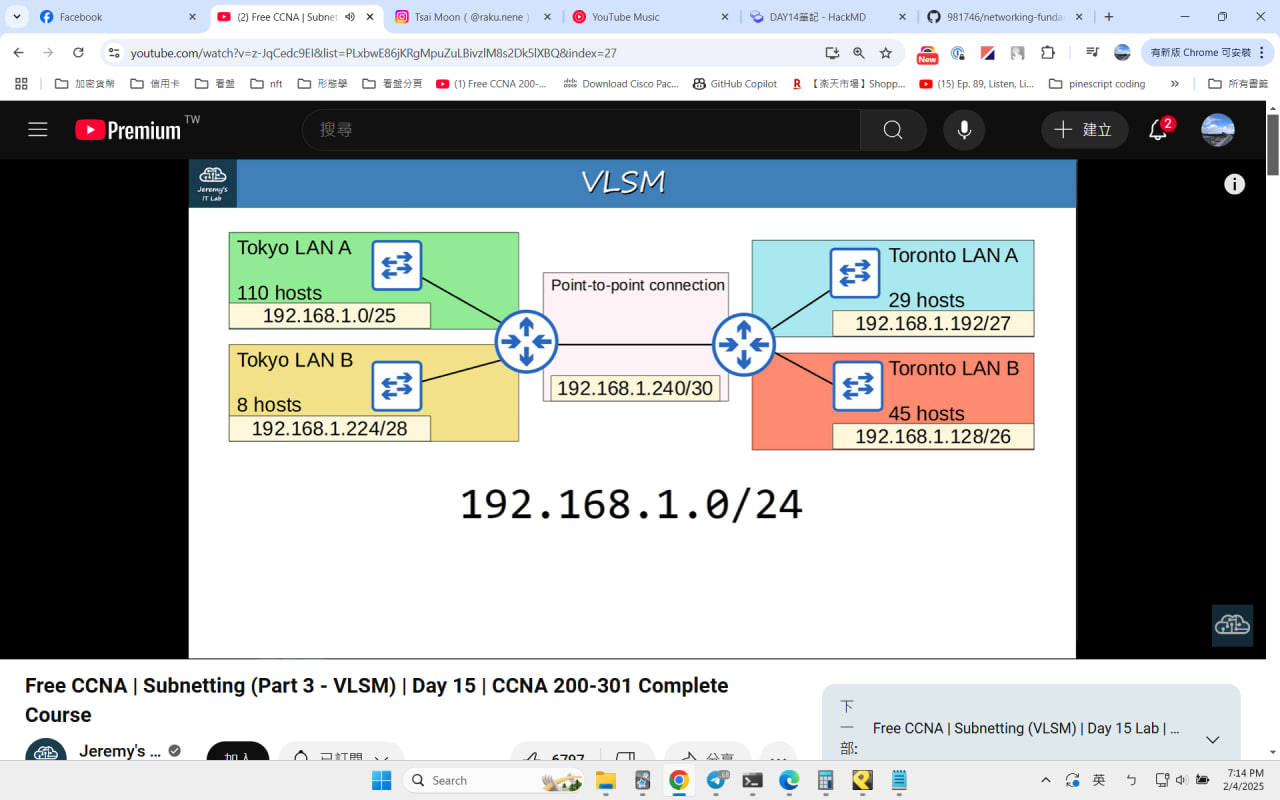 Facebook
(2) Free CCNA | Subnet
Tsai Moon ( @raku.nene )
YouTube Music
DAY14筆記 - HackMD
981746/networking-funda
youtube.com/watch?v=z-JqCedc9EI&list=PLxbwE86jKRgMpuZuLBivzIM8s2Dk5lXBQ&index=27
New
有新版 Chrome 可安裝
加密貨幣
信用卡
看盤
nft
形態學
看盤分頁
(1) Free CCNA 200-...
Download Cisco Pac...
GitHub Copilot
R 【楽天市場】Shopp...
(15) Ep. 89, Listen, Li...
pinescript coding
»
所有書籤
Premium TW
搜尋
建立
2
Jeremy's
IT Lab
VLSM
Tokyo LAN A
110 hosts
192.168.1.0/25
Tokyo LAN B
8 hosts
192.168.1.224/28
Point-to-point connection
192.168.1.240/30
Toronto LAN A
29 hosts
192.168.1.192/27
Toronto LAN B
45 hosts
192.168.1.128/26
192.168.1.0/24
Free CCNA | Subnetting (Part 3 - VLSM) | Day 15 | CCNA 200-301 Complete
Course
Jeremy's ...
加入
已訂閱
6797
分享
下
一
部:
Free CCNA | Subnetting (VLSM) | Day 15 Lab | ...
Search
英
ㄅ
7:14 PM
2/4/2025